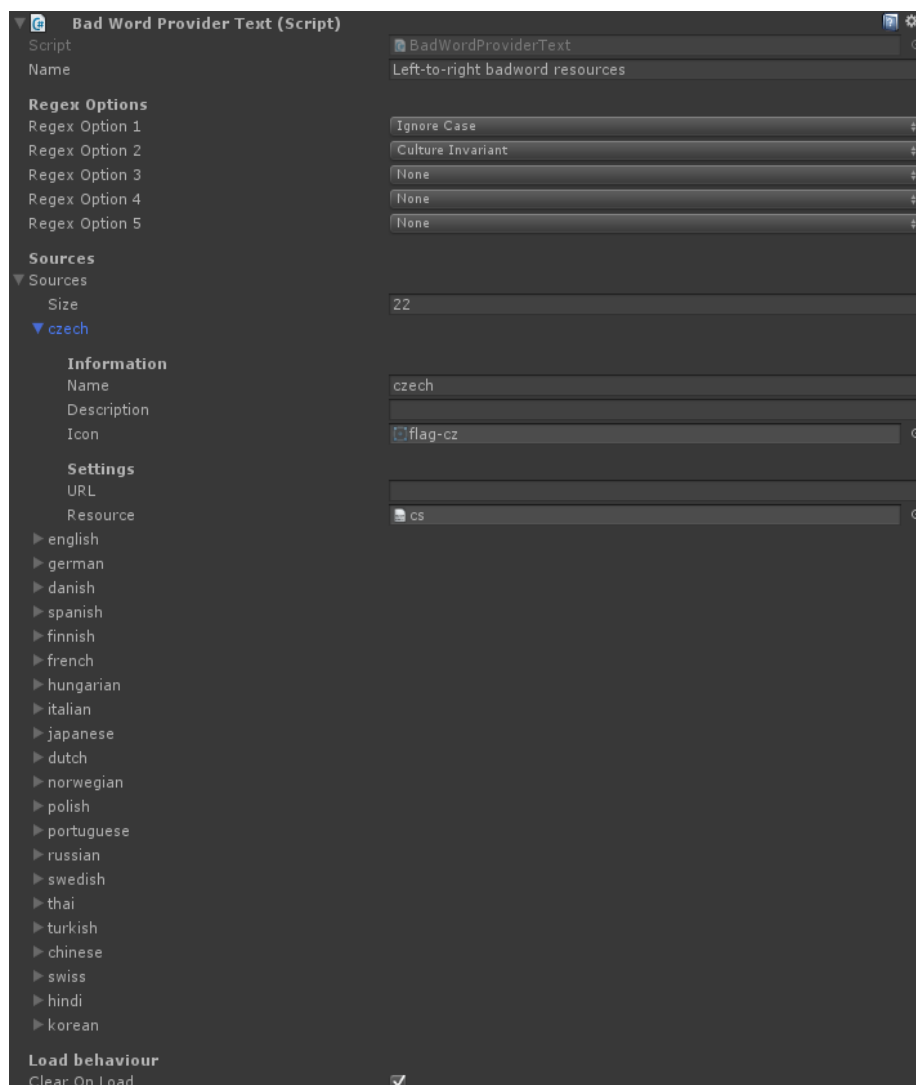 Bad Word Provider Text (Script)
Script BadWordProviderText
Name Left-to-right badword resources
Regex Options
Regex Option 1 Ignore Case
Regex Option 2 Culture Invariant
Regex Option 3 None
Regex Option 4 None
Regex Option 5 None
Sources
Sources
Size 22
czech
Information
Name czech
Description
Icon flag-cz
Settings
URL
Resource cs
english
german
danish
spanish
finnish
french
hungarian
italian
japanese
dutch
norwegian
polish
portuguese
russian
swedish
thai
turkish
chinese
swiss
hindi
korean
Load behaviour
Clear On Load